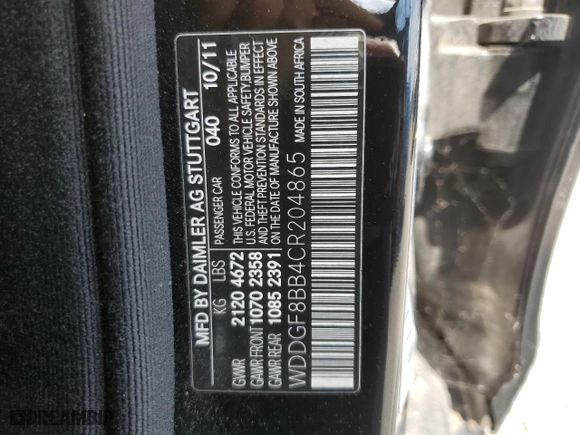 MFD BY DAIMLER AG STUTTGART
PASSENGER CAR 040 10/11
KG LBS
GVWR 2120 4672
GAWR FRONT 1070 2358
GAWR REAR 1085 2391
THIS VEHICLE CONFORMS TO ALL APPLICABLE
U.S. FEDERAL MOTOR VEHICLE SAFETY,BUMPER
AND THEFT PREVENTION STANDARDS IN EFFECT
ON THE DATE OF MANUFACTURE SHOWN ABOVE
WDDGF8BB4CR204865 MADE IN SOUTH AFRICA
DREAMBID